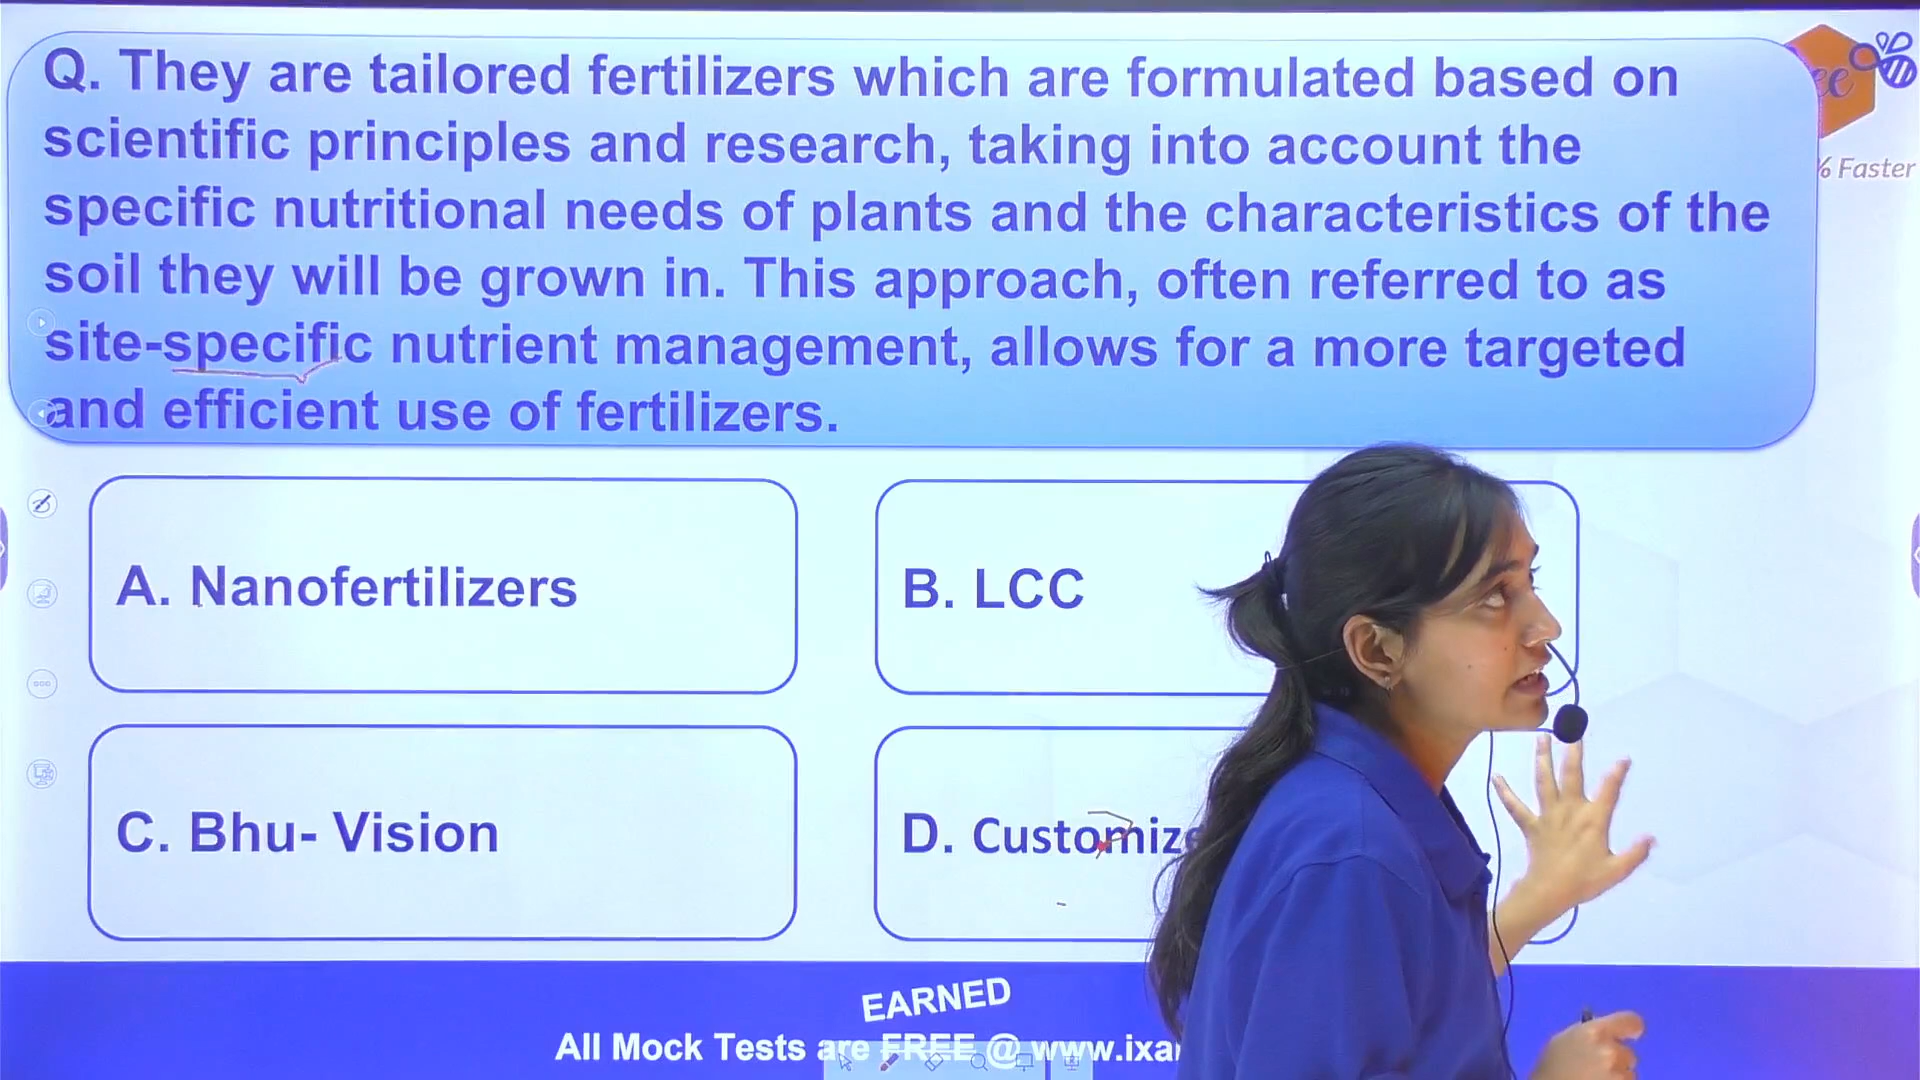 Q. They are tailored fertilizers which are formulated based on
scientific principles and research, taking into account the
specific nutritional needs of plants and the characteristics of the
soil they will be grown in. This approach, often referred to as
site-specific nutrient management, allows for a more targeted
and efficient use of fertilizers.
ee
% Faster
A. Nanofertilizers
B. LCC
C. Bhu- Vision
D. Customize
EARNED
All Mock Tests are FREE @ www.ixa